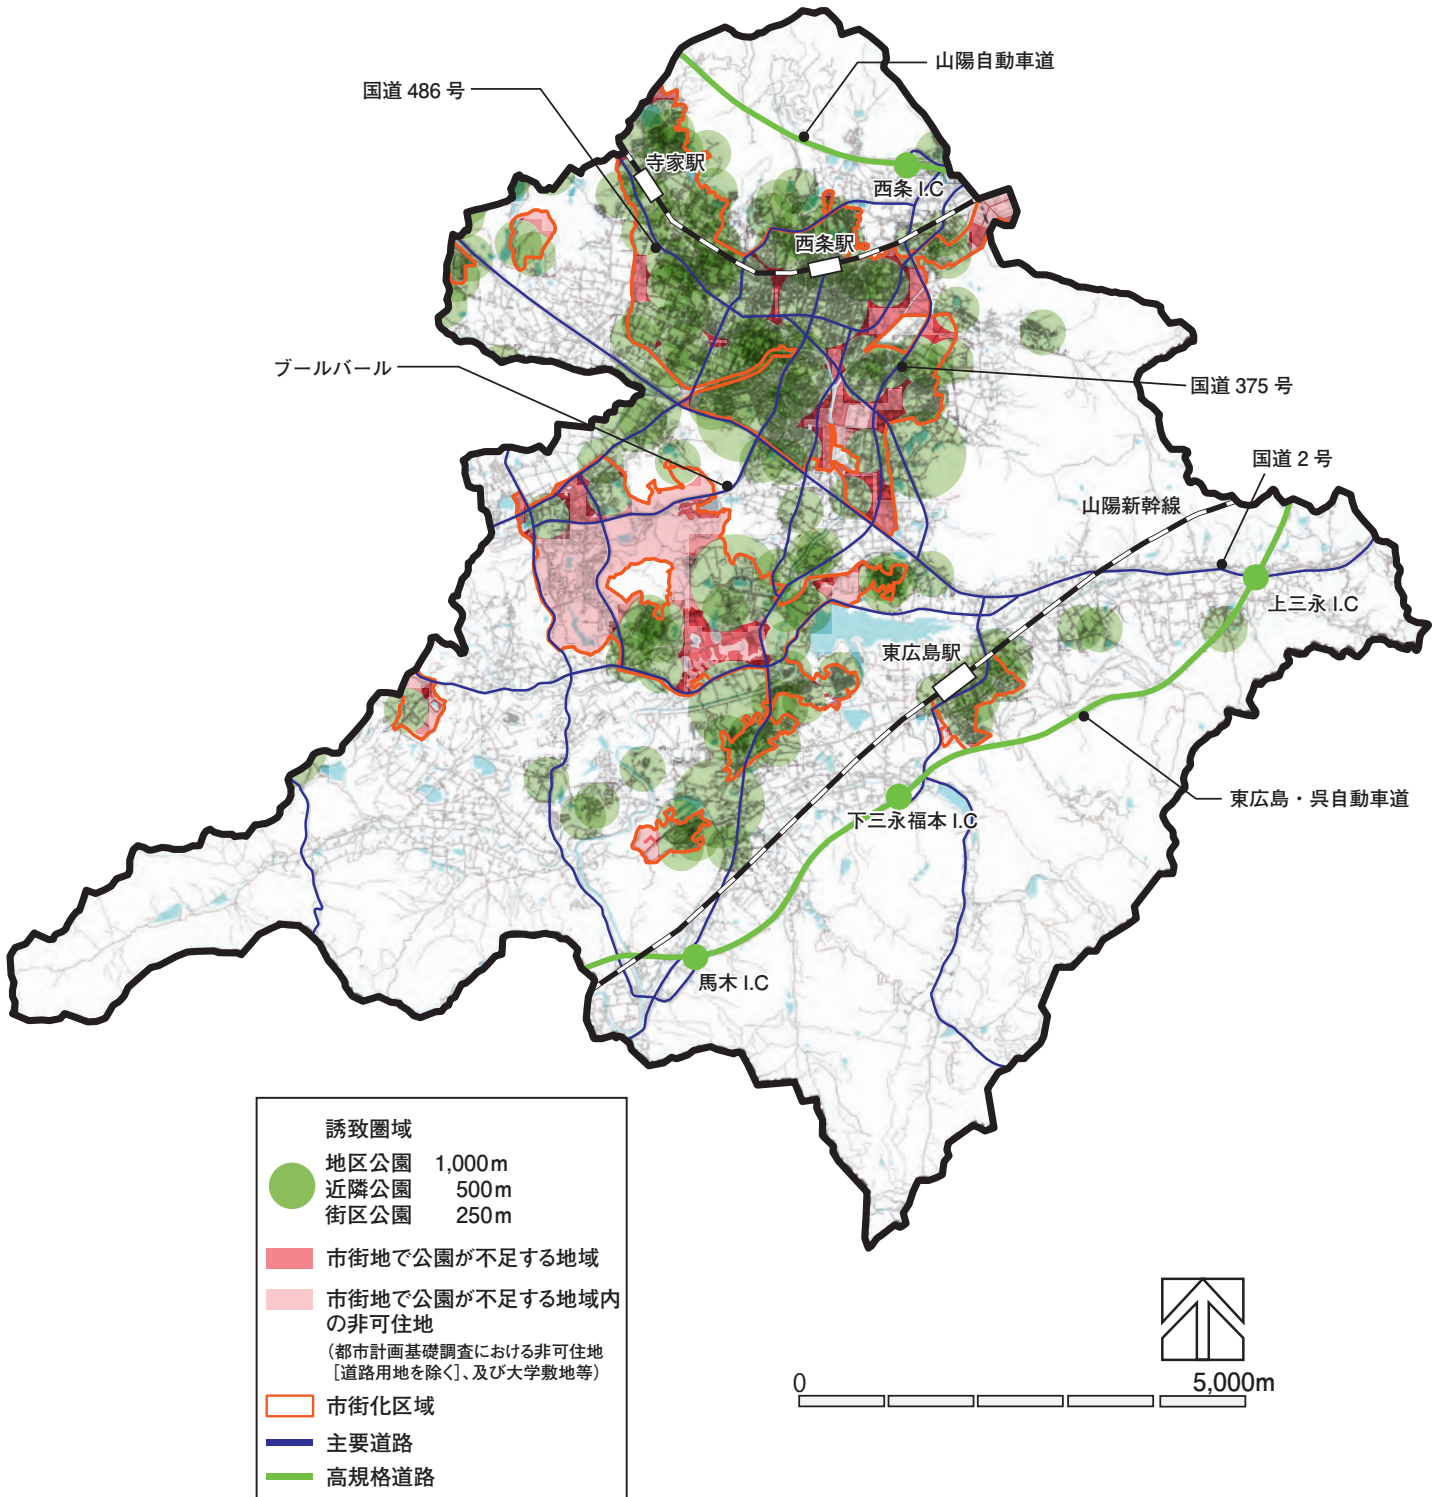 山陽自動車道
国道 486 号
寺家駅
西条 I.C
西条駅
ブールバール
国道 375 号
国道 2 号
山陽新幹線
上三永 I.C
東広島駅
東広島・呉自動車道
下三永福本 I.C
馬木 I.C
誘致圏域
地区公園 1,000m
近隣公園 500m
街区公園 250m
市街地で公園が不足する地域
市街地で公園が不足する地域内
の非可住地
(都市計画基礎調査における非可住地
[道路用地を除く]、及び大学敷地等)
市街化区域
主要道路
高規格道路
0 5,000m